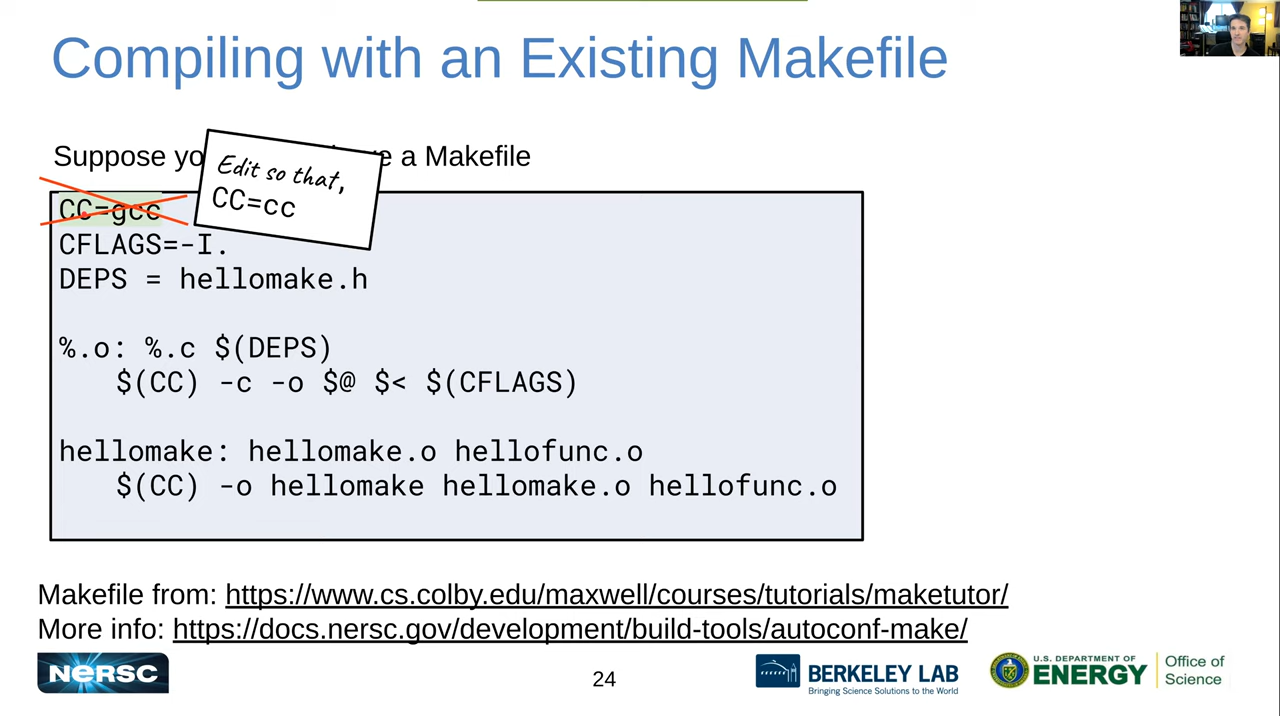 Compiling with an Existing Makefile
Suppose yo
e a Makefile
Edit so that,
CC=cc
CC=gcc
CFLAGS=-I.
DEPS = hellomake.h
%.o: %.c $(DEPS)
$(CC) -c -o $@ $< $(CFLAGS)
hellomake: hellomake.o hellofunc.o
$(CC) -o hellomake hellomake.o hellofunc.o
Makefile from: https://www.cs.colby.edu/maxwell/courses/tutorials/maketutor/
More info: https://docs.nersc.gov/development/build-tools/autoconf-make/
NERSC
24
BERKELEY LAB
Bringing Science Solutions to the World
U.S. DEPARTMENT OF
ENERGY
Office of
Science